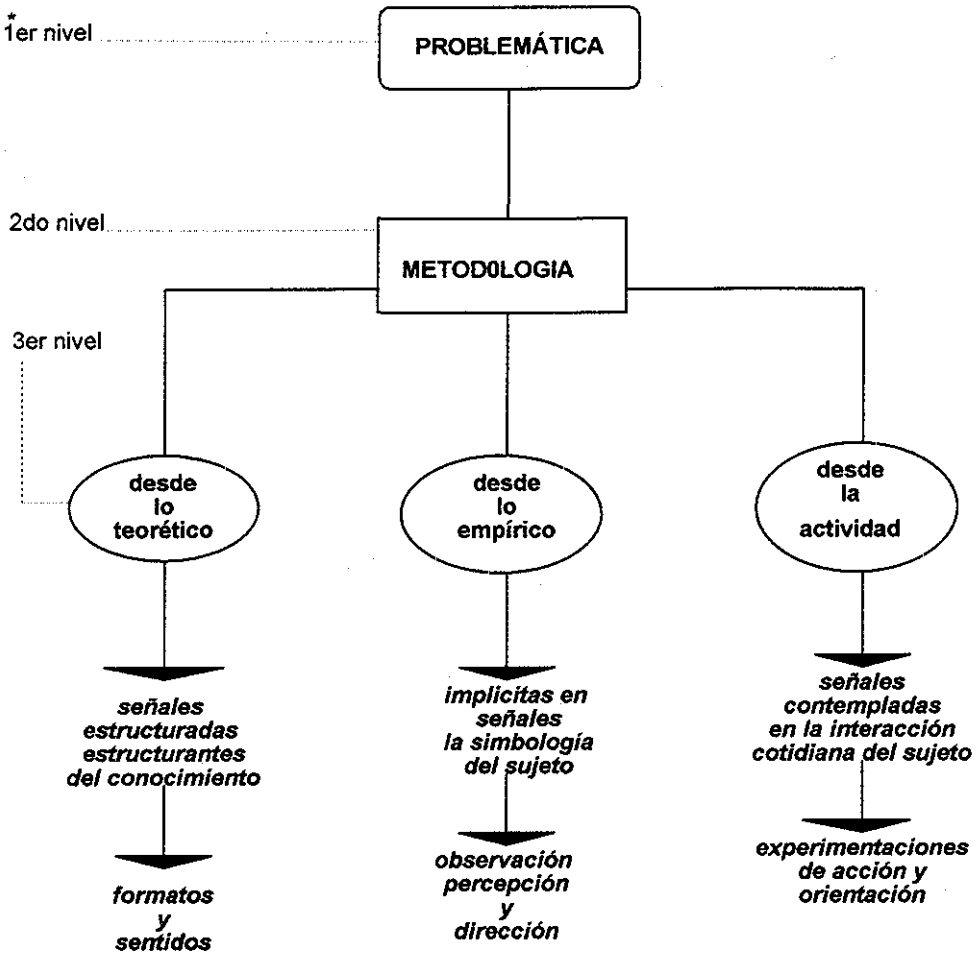 *
1er nivel
PROBLEMÁTICA
2do nivel
METOD0LOGIA
3er nivel
desde
lo
teorético
desde
lo
empírico
desde
la
actividad
señales
estructuradas
estructurantes
del conocimiento
implicitas en
señales
la simbología
del sujeto
señales
contempladas
en la interacción
cotidiana del sujeto
formatos
y
sentidos
observación
percepción
y
dirección
experimentaciones
de acción y
orientación